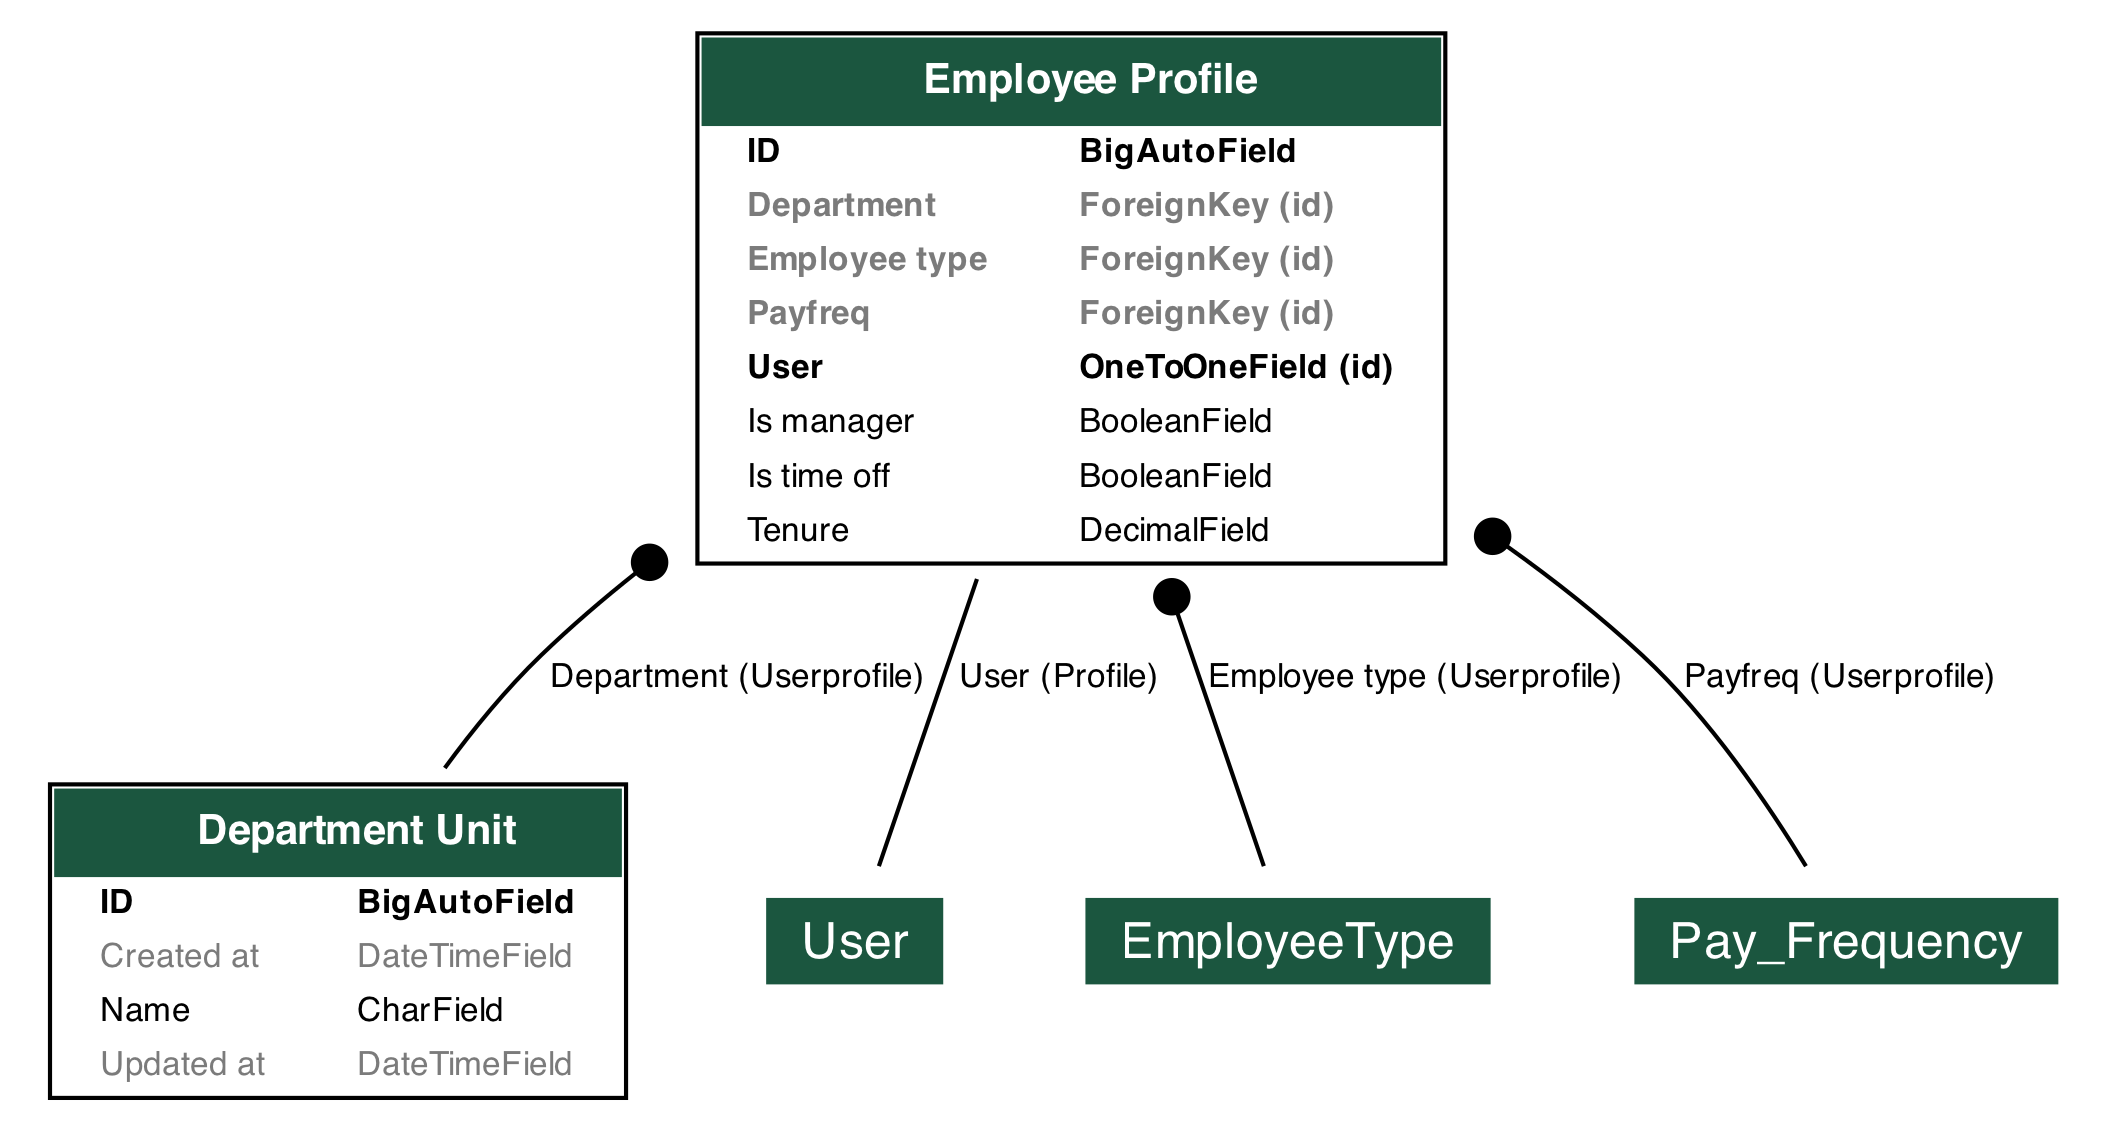 Employee Profile
ID BigAutoField
Department ForeignKey (id)
Employee type ForeignKey (id)
Payfreq ForeignKey (id)
User OneToOneField (id)
Is manager BooleanField
Is time off BooleanField
Tenure DecimalField
Department (Userprofile) User (Profile) Employee type (Userprofile) Payfreq (Userprofile)
Department Unit
ID BigAutoField
Created at DateTimeField
Name CharField
Updated at DateTimeField
User
EmployeeType
Pay_Frequency